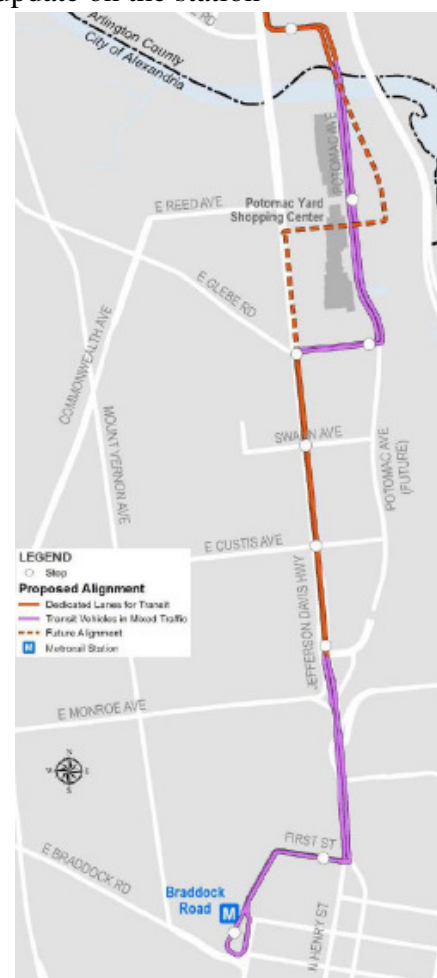 update on the station
E RD
Arlington County
City of Alexandria
POTOMAC AVE
E REED AVE
Potomac Yard
Shopping Center
E GLEBE RD
COMMONWEALTH AVE
MOUNT VERNON AVE
SWANN AVE
POTOMAC AVE
(FUTURE)
E CUSTIS AVE
LEGEND
Stop
Proposed Alignment
Dedicated Lanes for Transit
Transit Vehicles in Mixed Traffic
Future Alignment
M Metrorail Station
JEFFERSON DAVIS HWY
E MONROE AVE
N
W E
S
FIRST ST
E BRADDOCK RD
Braddock
Road
M
N HENRY ST